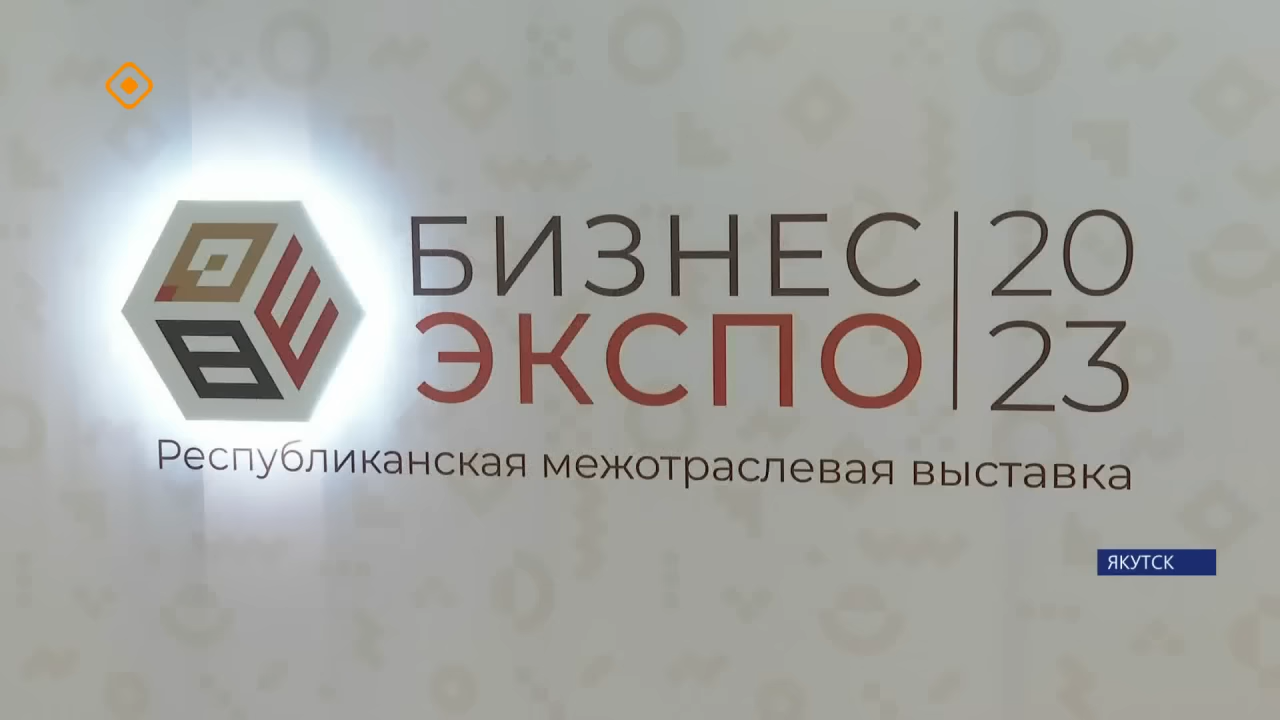 БИЗНЕС
ЭКСПО
20
23
Республиканская межотраслевая выставка
ЯКУТСК